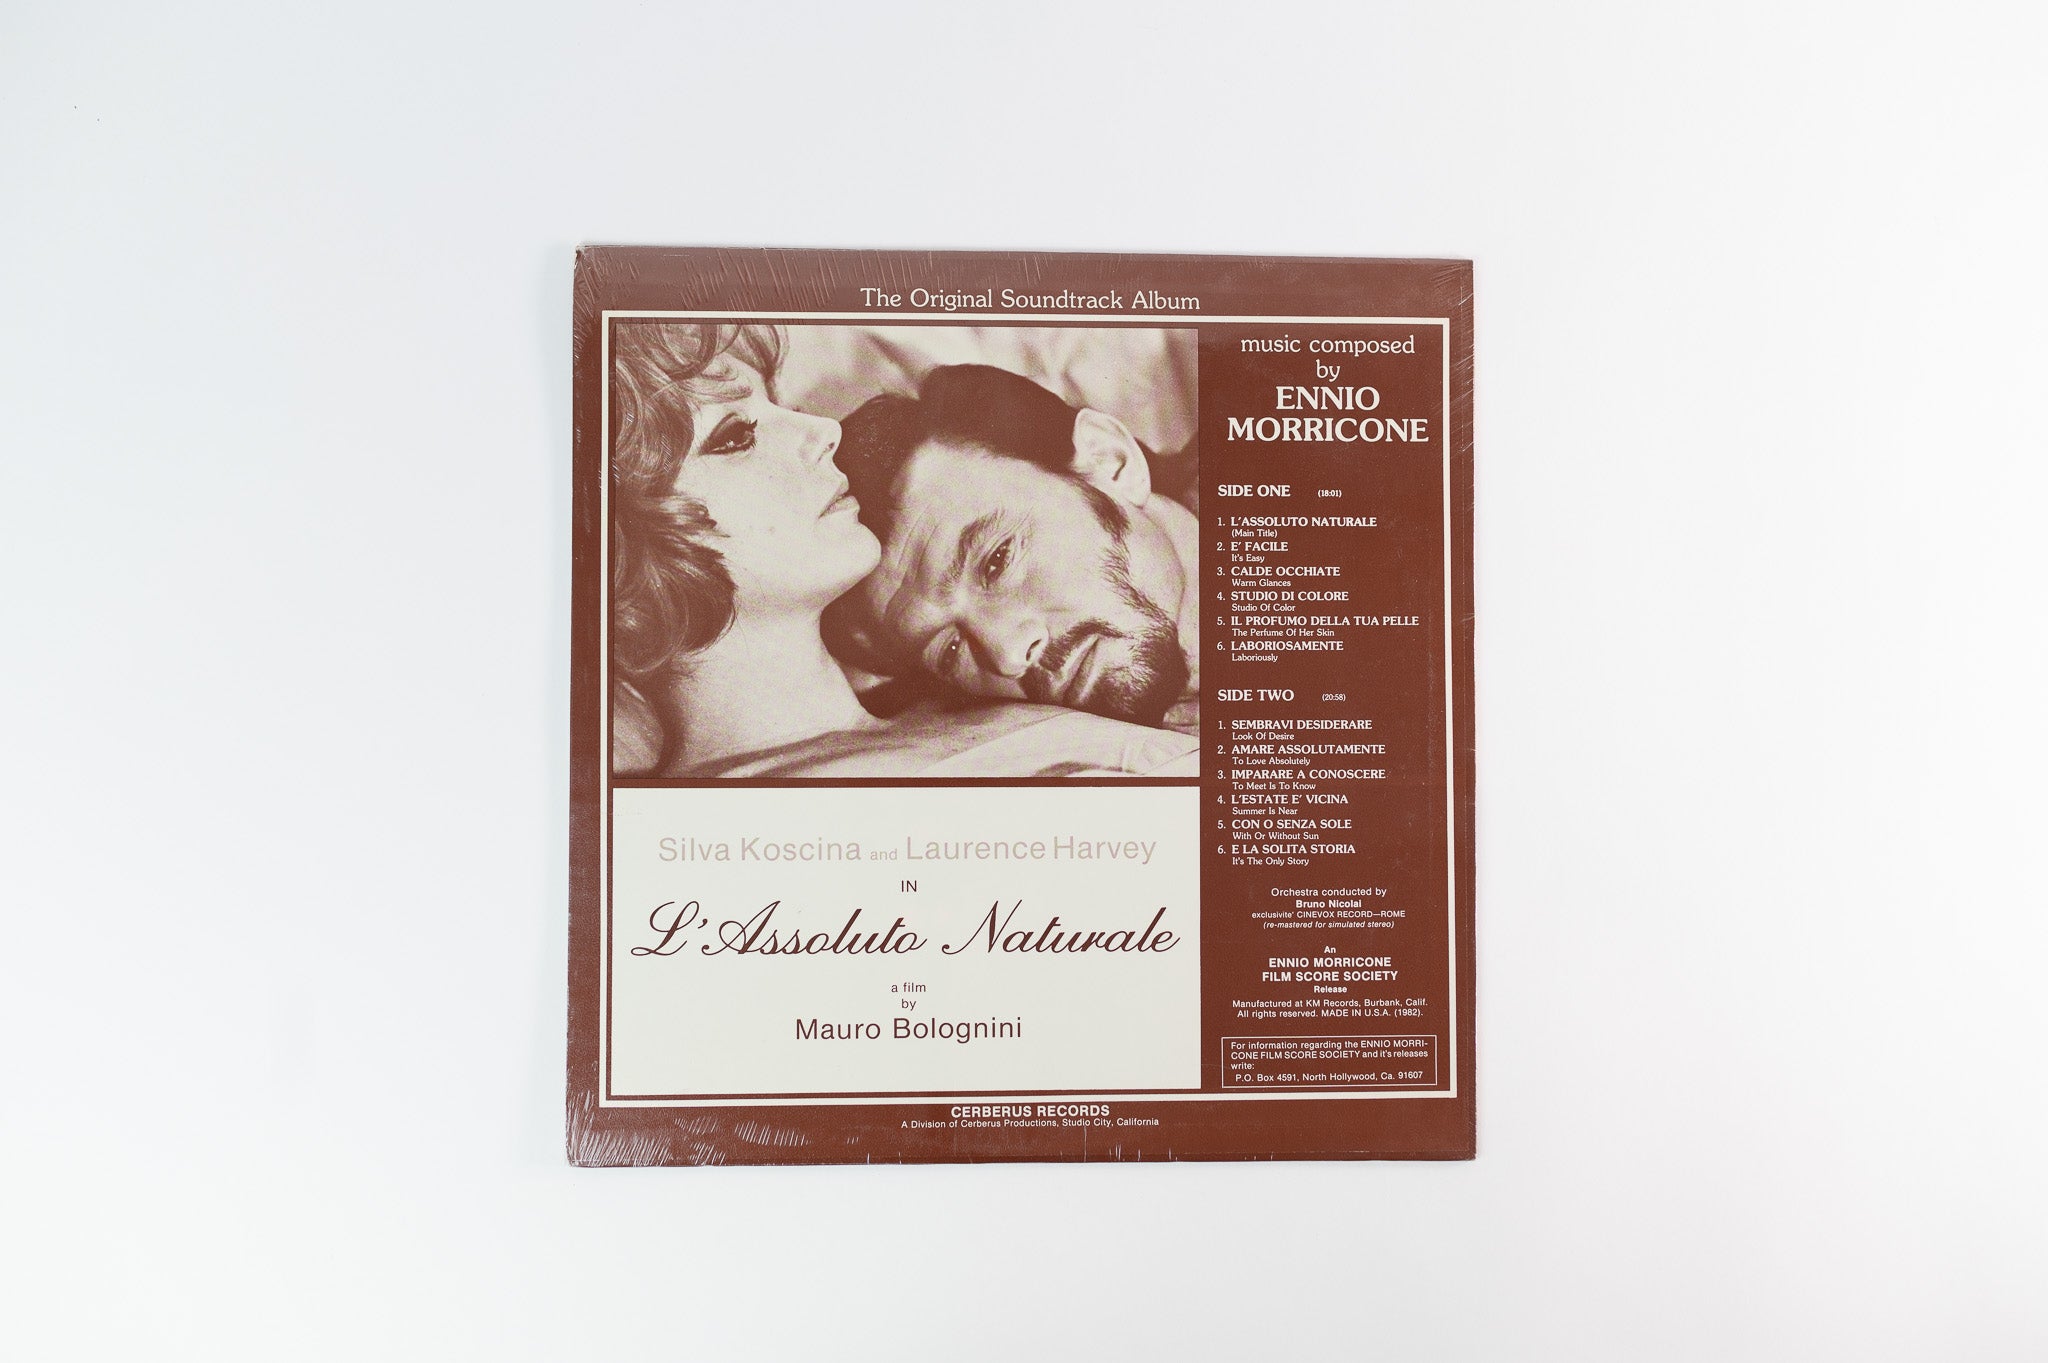 The Original Soundtrack Album
music composed
by
ENNIO
MORRICONE
SIDE ONE (18:01)
1. L'ASSOLUTO NATURALE
(Main Title)
2. E' FACILE
It's Easy
3. CALDE OCCHIATE
Warm Glances
4. STUDIO DI COLORE
Studio Of Color
5. IL PROFUMO DELLA TUA PELLE
The Perfume Of Her Skin
6. LABORIOSAMENTE
Laboriously
SIDE TWO (20:58)
1. SEMBRAVI DESIDERARE
Look Of Desire
2. AMARE ASSOLUTAMENTE
To Love Absolutely
3. IMPARARE A CONOSCERE
To Meet Is To Know
4. L'ESTATE E' VICINA
Summer Is Near
5. CON O SENZA SOLE
With Or Without Sun
6. E LA SOLITA STORIA
It's The Only Story
Orchestra conducted by
Bruno Nicolai
exclusivite' CINEVOX RECORD—ROME
(re-mastered for simulated stereo)
An
ENNIO MORRICONE
FILM SCORE SOCIETY
Release
Manufactured at KM Records, Burbank, Calif.
All rights reserved. MADE IN U.S.A. (1982).
For information regarding the ENNIO MORRI-
CONE FILM SCORE SOCIETY and it's releases
write:
P.O. Box 4591, North Hollywood, Ca. 91607
Silva Koscina and Laurence Harvey
IN
L'Assoluto Naturale
a film
by
Mauro Bolognini
CERBERUS RECORDS
A Division of Cerberus Productions, Studio City, California